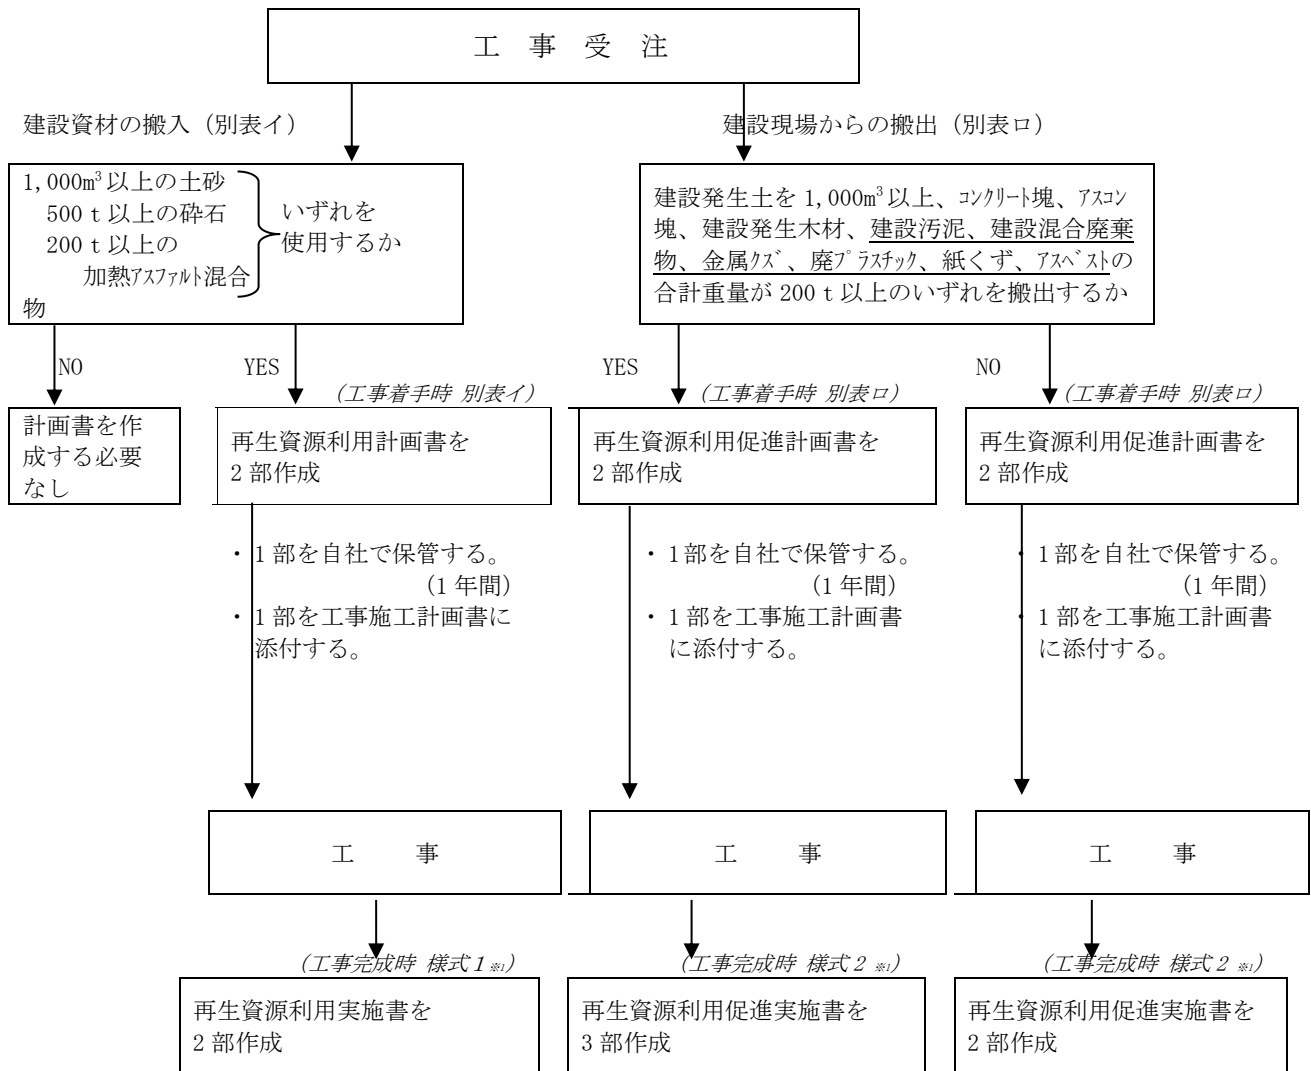 工 事 受 注
建設資材の搬入（別表イ）
建設現場からの搬出（別表ロ）
1,000m³以上の土砂
500ｔ以上の砕石
200ｔ以上の
加熱ｱｽﾌｧﾙﾄ混合
物
いずれを
使用するか
建設発生土を 1,000m³以上、ｺﾝｸﾘｰﾄ塊、ｱｽｺﾝ
塊、建設発生木材、建設汚泥、建設混合廃棄
物、金属ｸｽﾞ、廃ﾌﾟﾗｽﾁｯｸ、紙くず、ｱｽﾍﾞｽﾄの
合計重量が 200ｔ以上のいずれを搬出するか
NO
YES
YES
NO
（工事着手時 別表イ）
（工事着手時 別表ロ）
（工事着手時 別表ロ）
計画書を作
成する必要
なし
再生資源利用計画書を
2 部作成
再生資源利用促進計画書を
2 部作成
再生資源利用促進計画書を
2 部作成
・ 1 部を自社で保管する。
（1 年間）
・ 1 部を工事施工計画書に
添付する。
・ 1部を自社で保管する。
（1 年間）
・ 1 部を工事施工計画書
に添付する。
・ 1 部を自社で保管する。
（1 年間）
・ 1 部を工事施工計画書
に添付する。
工 事
工 事
工 事
（工事完成時 様式１※1）
（工事完成時 様式２ ※1）
（工事完成時 様式２ ※1）
再生資源利用実施書を
2 部作成
再生資源利用促進実施書を
3 部作成
再生資源利用促進実施書を
2 部作成